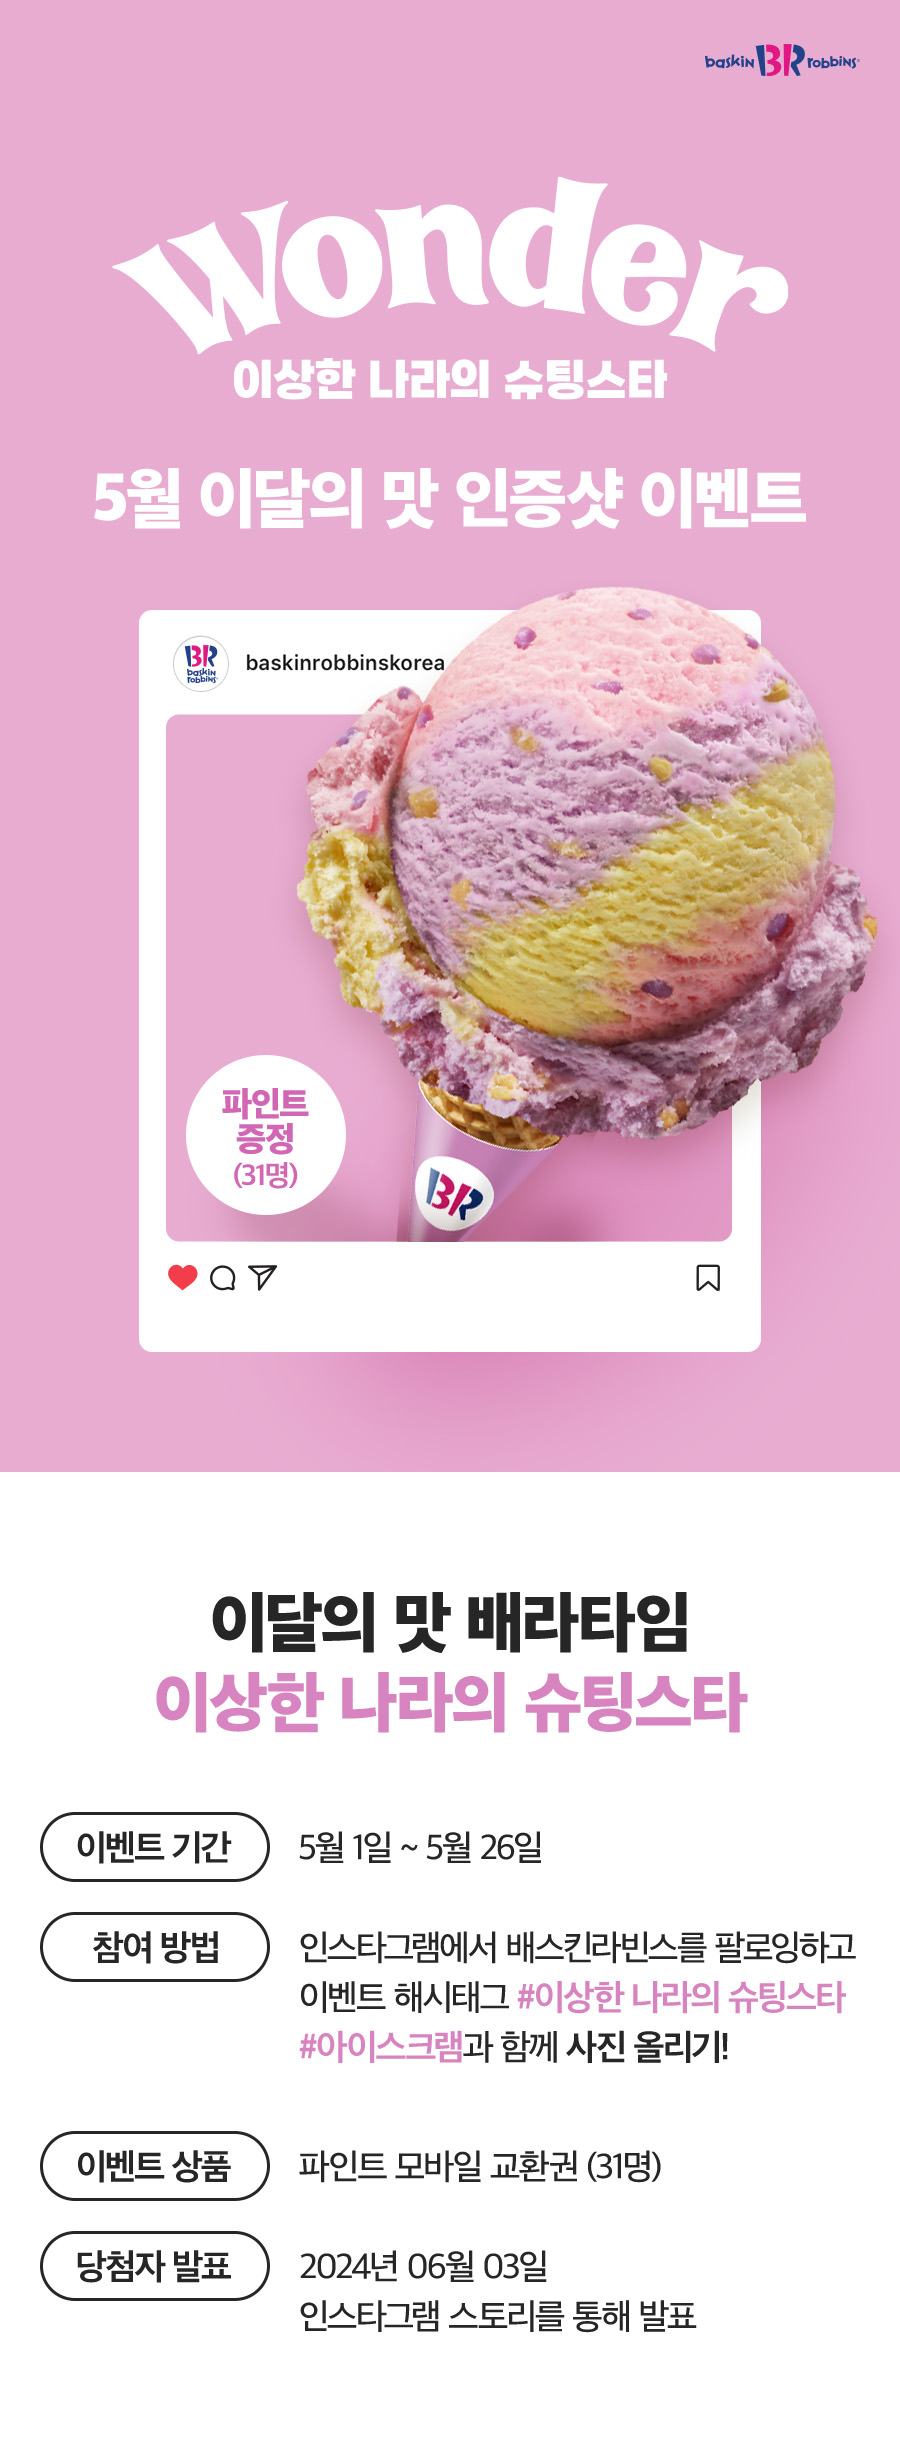 baskin BR robbins
Wonder
이상한 나라의 슈팅스타
5월 이달의 맛 인증샷 이벤트
BR
baskin
robbins
baskinrobbinskorea
파인트
증정
(31명)
BR
이달의 맛 배라타임
이상한 나라의 슈팅스타
이벤트 기간
5월 1일 ~ 5월 26일
참여 방법
인스타그램에서 배스킨라빈스를 팔로잉하고
이벤트 해시태그 #이상한 나라의 슈팅스타
#아이스크램과 함께 사진 올리기!
이벤트 상품
파인트 모바일 교환권 (31명)
당첨자 발표
2024년 06월 03일
인스타그램 스토리를 통해 발표